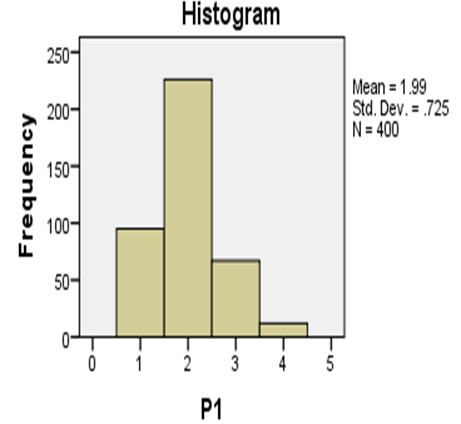 Histogram
250
200
150
100
50
0
Frequency
0 1 2 3 4 5
P1
Mean = 1.99
Std. Dev. = .725
N = 400